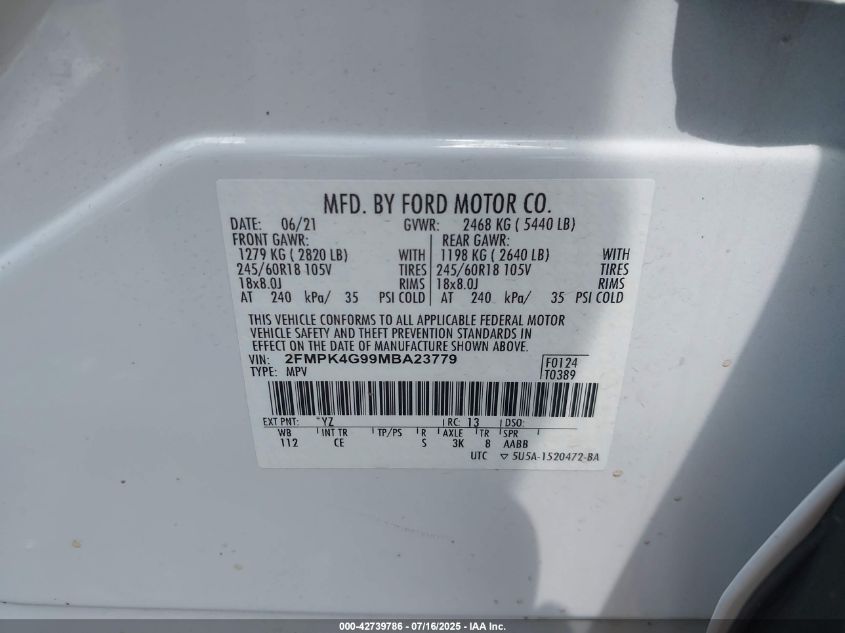 MFD. BY FORD MOTOR CO.
DATE: 06/21 GVWR: 2468 KG ( 5440 LB)
FRONT GAWR: REAR GAWR:
1279 KG ( 2820 LB) WITH 1198 KG ( 2640 LB) WITH
245/60R18 105V TIRES 245/60R18 105V TIRES
18x8.0J RIMS 18x8.0J RIMS
AT 240 kPa/ 35 PSI COLD AT 240 kPa/ 35 PSI COLD
THIS VEHICLE CONFORMS TO ALL APPLICABLE FEDERAL MOTOR
VEHICLE SAFETY AND THEFT PREVENTION STANDARDS IN
EFFECT ON THE DATE OF MANUFACTURE SHOWN ABOVE.
VIN: 2FMPK4G99MBA23779 F0124
TYPE: MPV T0389
EXT PNT: YZ RC: 13 DSO:
WB INT TR TP/PS R AXLE TR SPR
112 CE S 3K 8 AABB
UTC ▽ 5U5A-1520472-BA
000-42739786 - 07/16/2025 - IAA Inc.